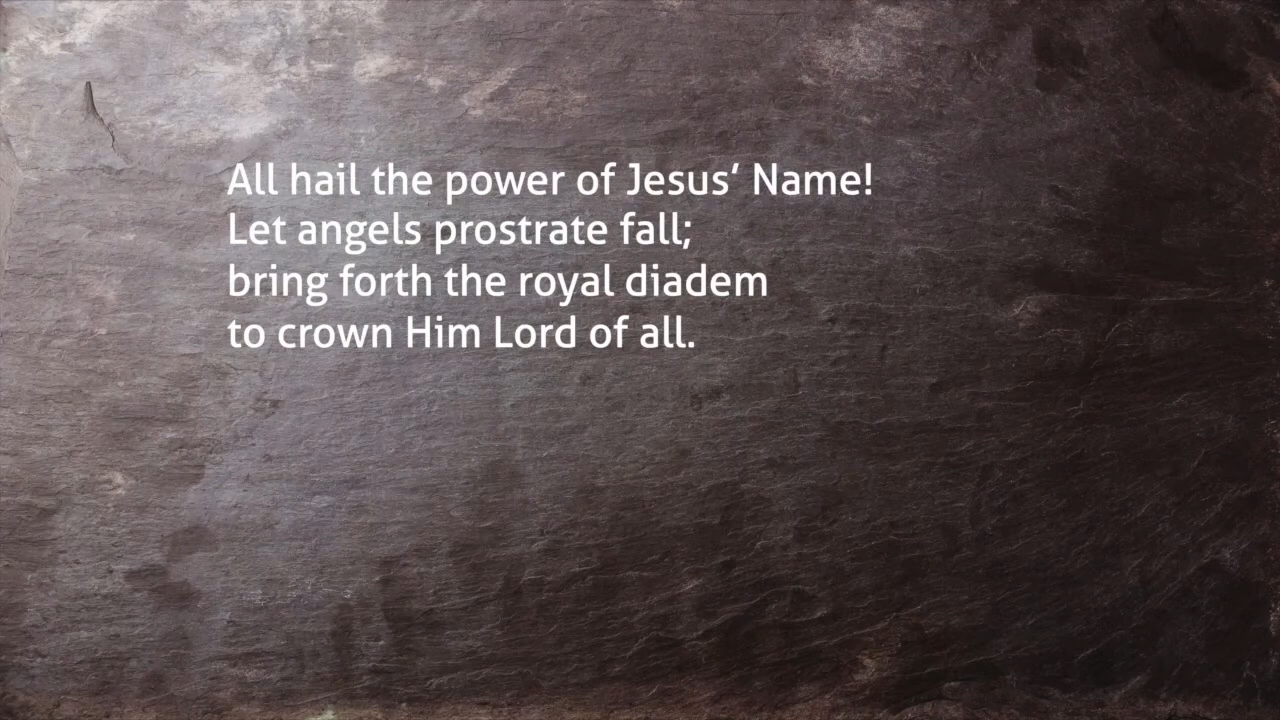 All hail the power of Jesus’ Name!
Let angels prostrate fall;
bring forth the royal diadem
to crown Him Lord of all.